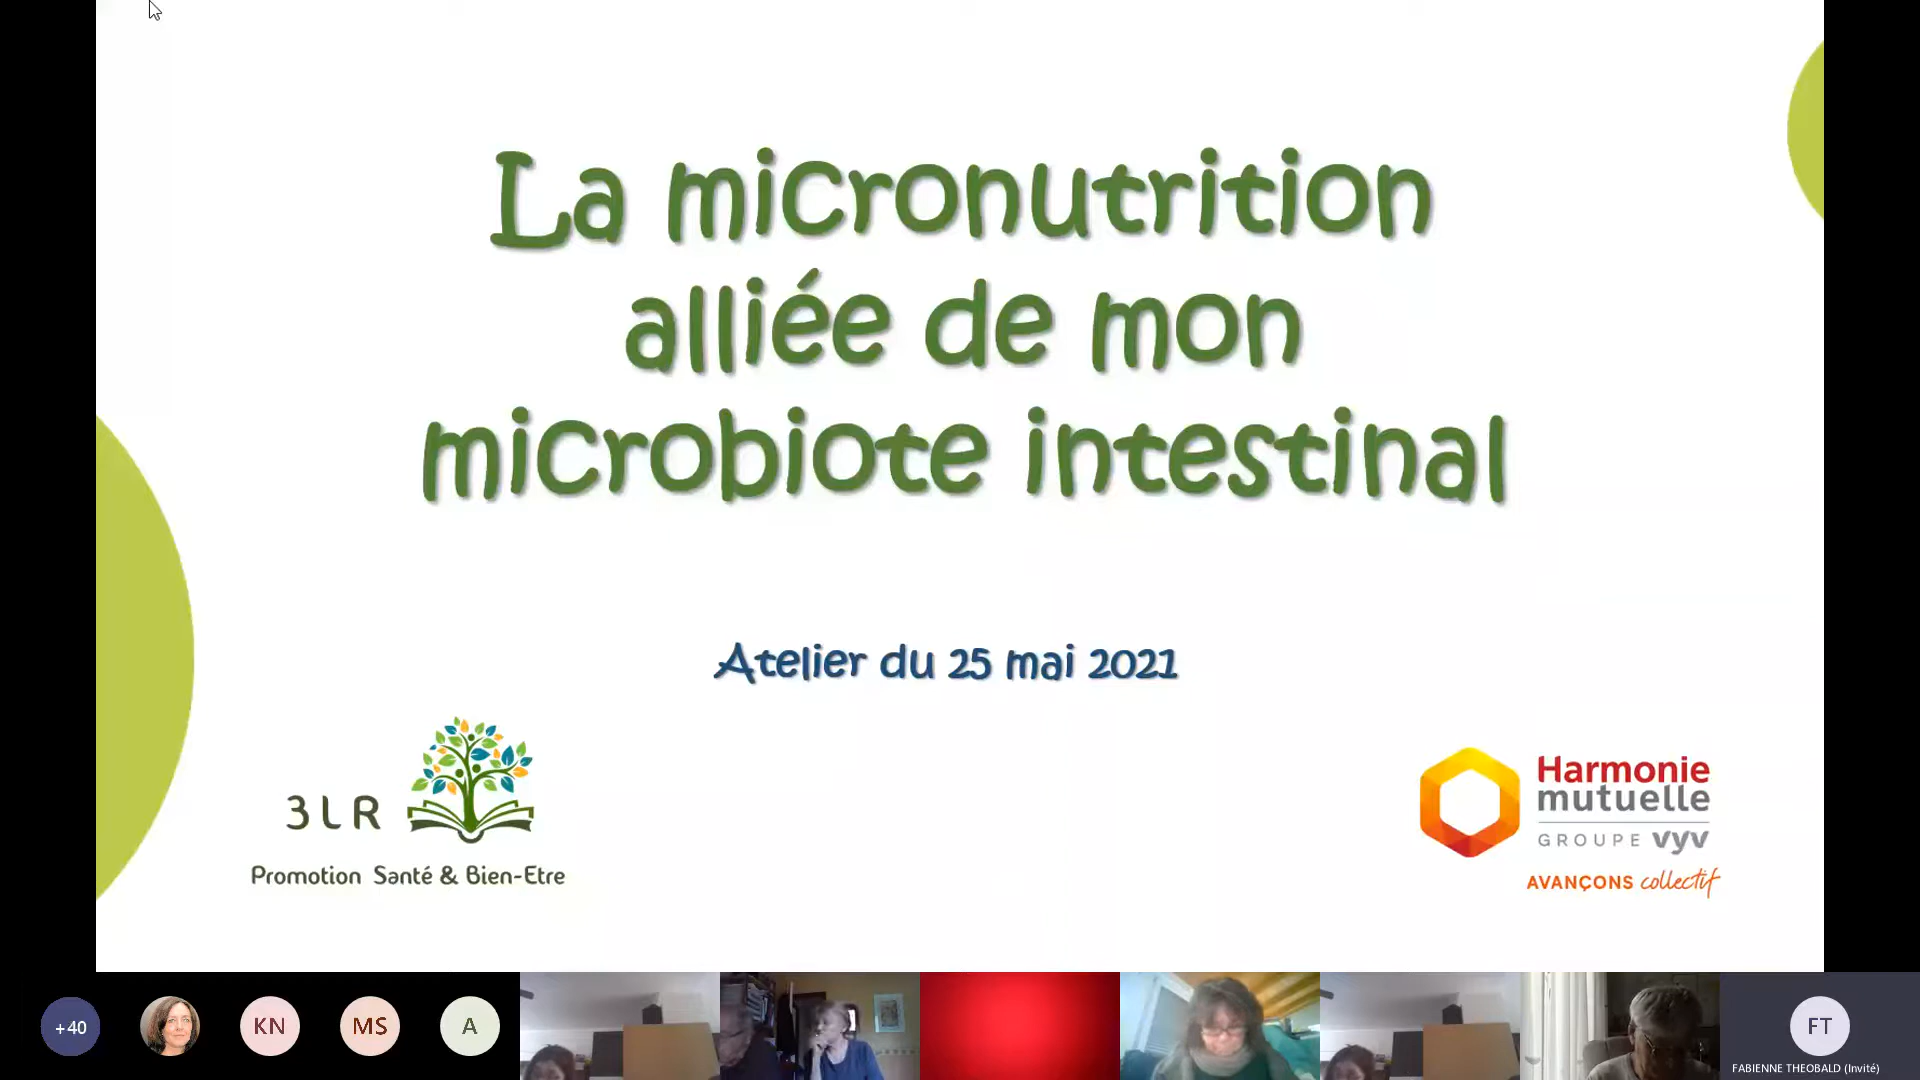 La micronutrition
alliée de mon
microbiote intestinal
Atelier du 25 mai 2021
3LR
Promotion Santé & Bien-Etre
Harmonie
mutuelle
GROUPE vyv
AVANÇONS collectif
+40
KN
MS
A
FT
FABIENNE THEOBALD (Invité)